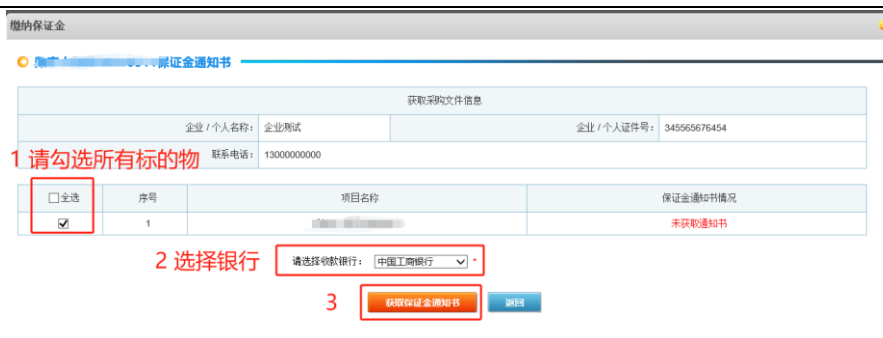 缴纳保证金
保证金通知书
获取采购文件信息
企业 / 个人名称： 企业测试 企业 / 个人证件号： 345565676454
联系电话： 13000000000
1 请勾选所有标的物
全选 序号 项目名称 保证金通知书情况
1 未获取通知书
2 选择银行 请选择收款银行： 中国工商银行 *
3 获取保证金通知书 返回